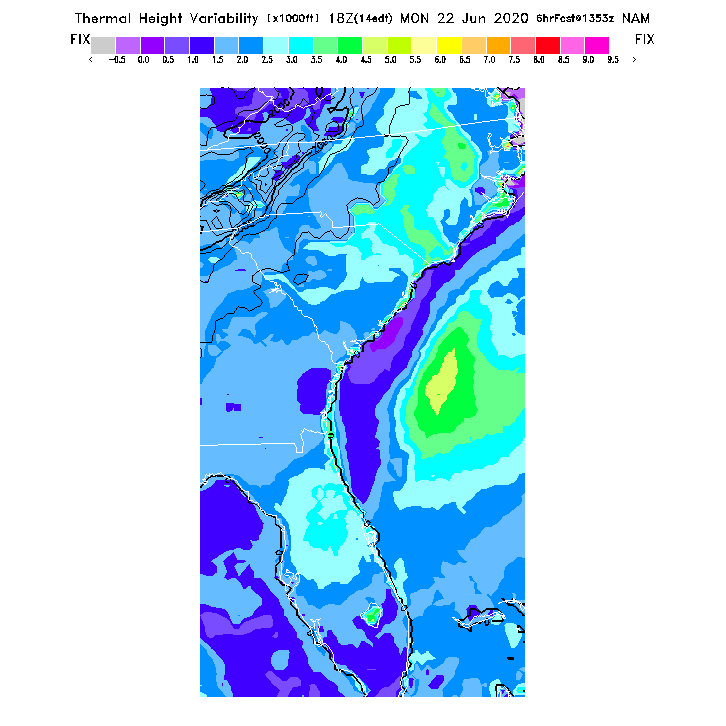 Thermal Height Variability [x1000ft] 18Z(14edt) MON 22 Jun 2020 6hrFcst@1353z NAM
FIX FIX
< -0.5 0.0 0.5 1.0 1.5 2.0 2.5 3.0 3.5 4.0 4.5 5.0 5.5 6.0 6.5 7.0 7.5 8.0 8.5 9.0 9.5 >